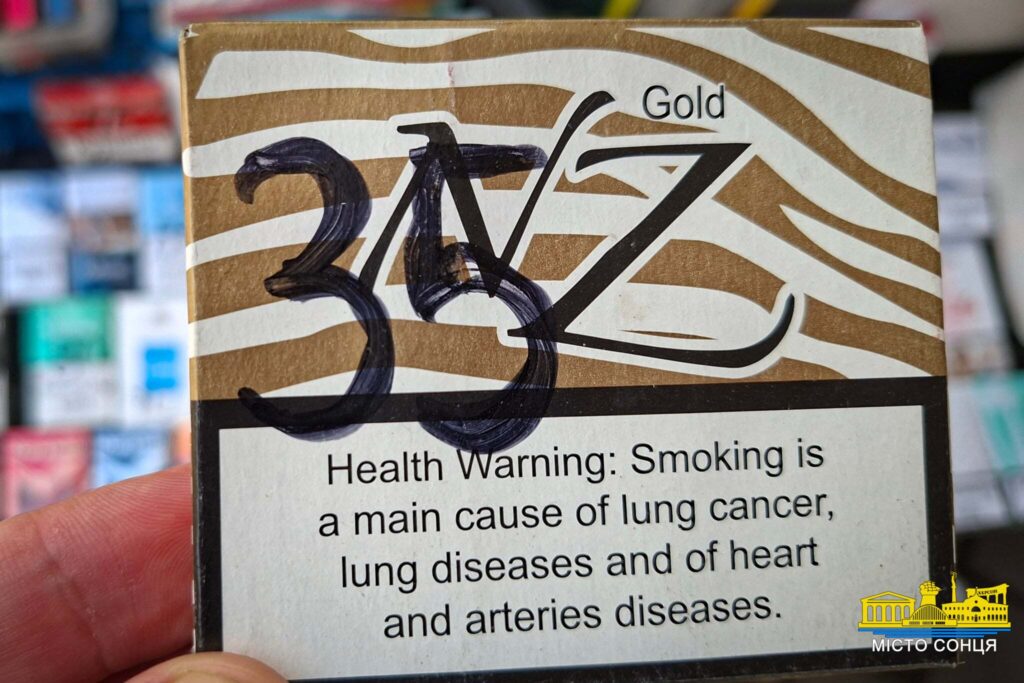 Gold
NZ
35
Health Warning: Smoking is
a main cause of lung cancer,
lung diseases and of heart
and arteries diseases.
ХЕРСОН
МІСТО СОНЦЯ